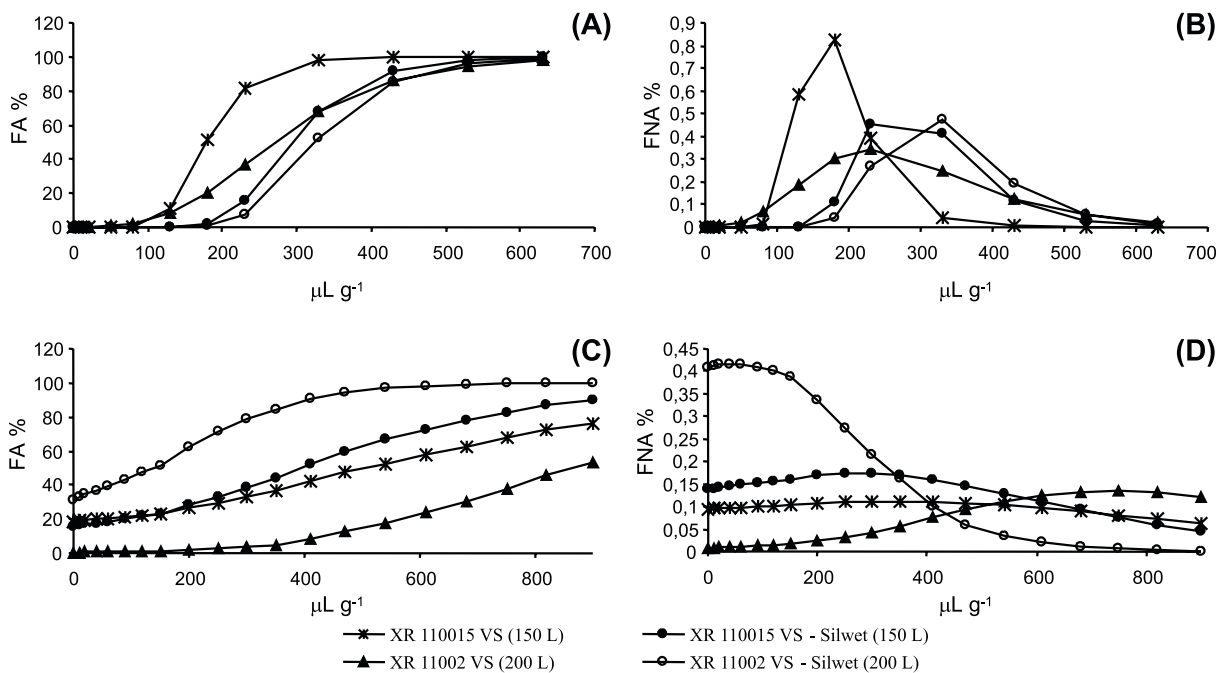 (A)
FA %
120
100
80
60
40
20
0
0 100 200 300 400 500 600 700
µL g⁻¹
(B)
FNA %
0,9
0,8
0,7
0,6
0,5
0,4
0,3
0,2
0,1
0
0 100 200 300 400 500 600 700
µL g⁻¹
(C)
FA %
120
100
80
60
40
20
0
0 200 400 600 800
µL g⁻¹
(D)
FNA %
0,45
0,4
0,35
0,3
0,25
0,2
0,15
0,1
0,05
0
0 200 400 600 800
µL g⁻¹
XR 110015 VS (150 L)
XR 110015 VS - Silwet (150 L)
XR 11002 VS (200 L)
XR 11002 VS - Silwet (200 L)